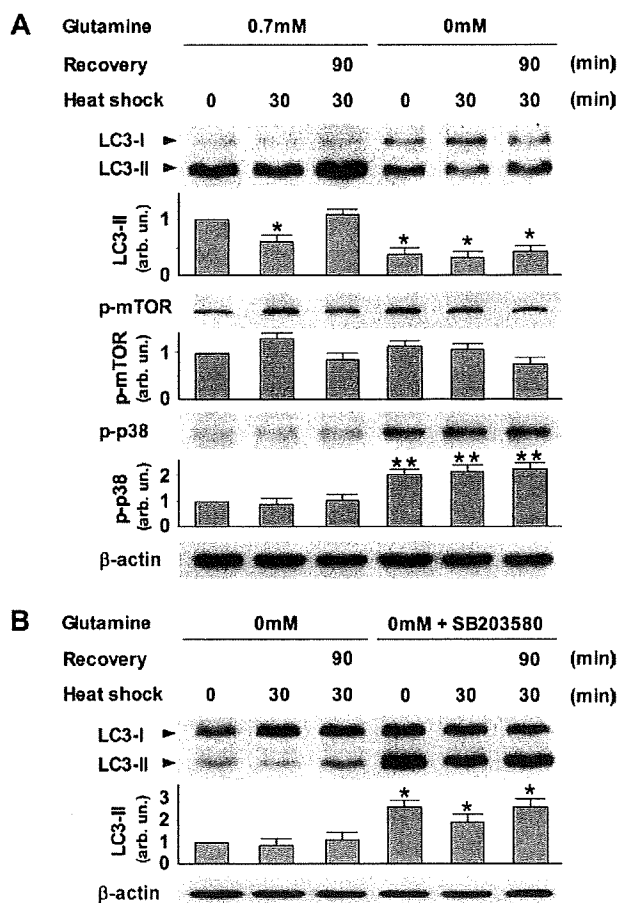 A
Glutamine 0.7mM 0mM
Recovery 90 90 (min)
Heat shock 0 30 30 0 30 30 (min)
LC3-I
LC3-II
LC3-II
(arb. un.)
1
0
* * * *
p-mTOR
p-mTOR
(arb. un.)
1
0
p-p38
p-p38
(arb. un.)
2
1
0
** ** **
β-actin
B
Glutamine 0mM 0mM + SB203580
Recovery 90 90 (min)
Heat shock 0 30 30 0 30 30 (min)
LC3-I
LC3-II
LC3-II
(arb. un.)
3
2
1
0
* * *
β-actin